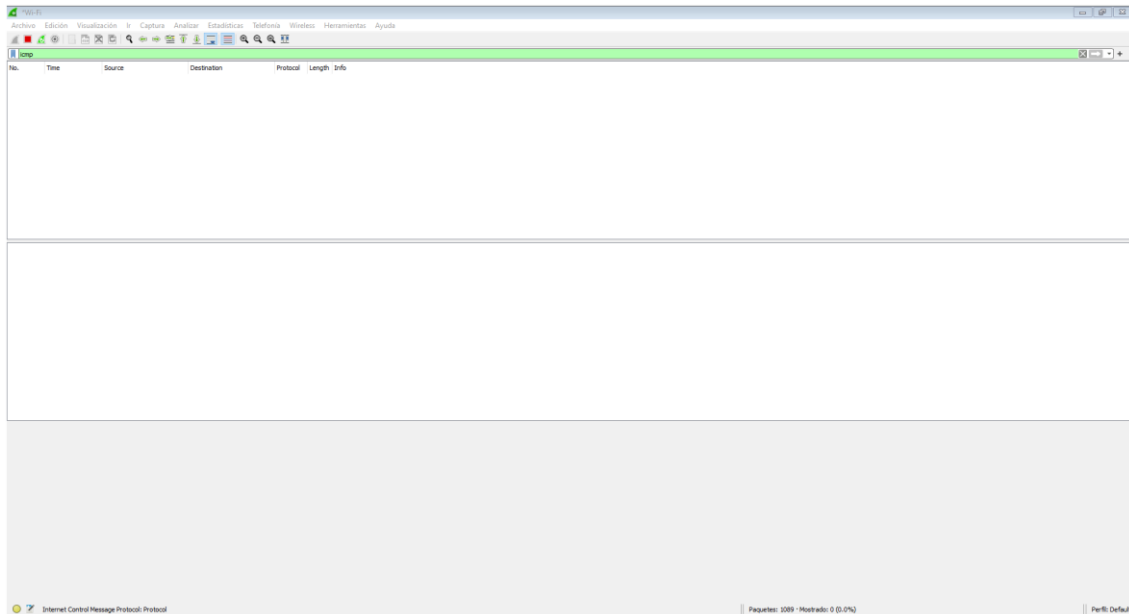 *Wi-Fi
Archivo Edición Visualización Ir Captura Analizar Estadísticas Telefonía Wireless Herramientas Ayuda
icmp
No. Time Source Destination Protocol Length Info
Internet Control Message Protocol: Protocol
Paquetes: 1089 · Mostrado: 0 (0.0%)
Perfil: Defaul